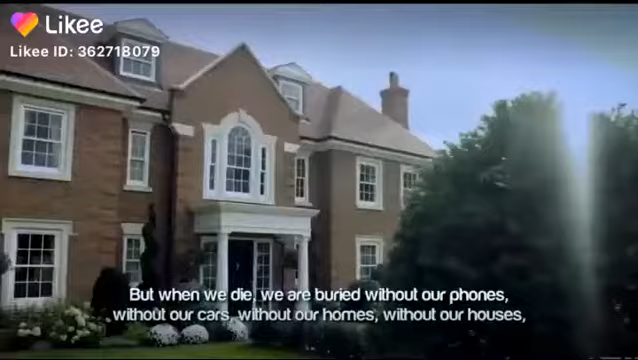 Likee
Likee ID: 362718079
But when we die, we are buried without our phones,
without our cars, without our homes, without our houses,